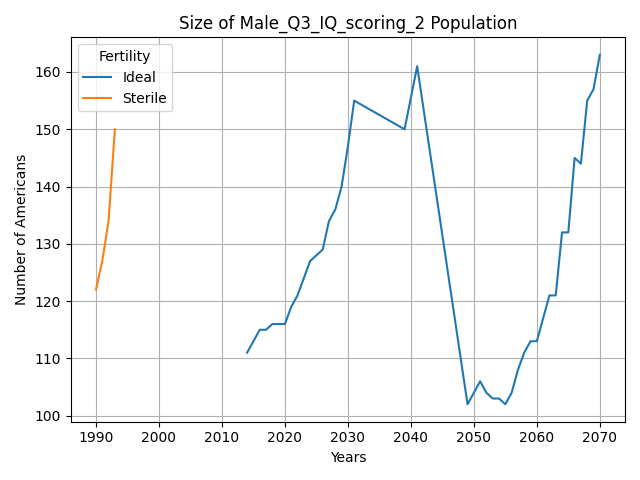 Size of Male_Q3_IQ_scoring_2 Population
Fertility
Ideal
Sterile
Number of Americans
160
150
140
130
120
110
100
1990 2000 2010 2020 2030 2040 2050 2060 2070
Years